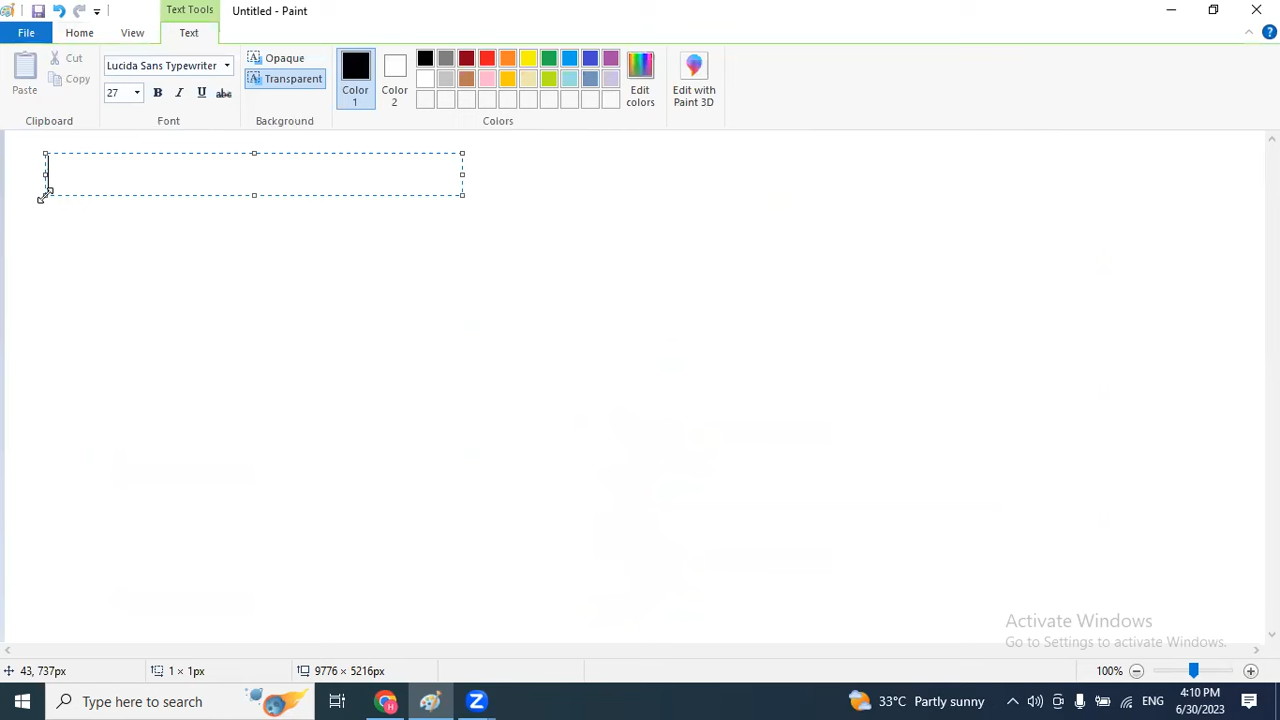 Text Tools
Untitled - Paint
File
Home
View
Text
Paste
Cut
Copy
Clipboard
Lucida Sans Typewriter
27
B I U abc
Font
Opaque
Transparent
Background
Color 1
Color 2
Edit colors
Colors
Edit with Paint 3D
Activate Windows
Go to Settings to activate Windows.
43, 737px
1 × 1px
9776 × 5216px
100%
Type here to search
33°C Partly sunny
ENG
4:10 PM
6/30/2023